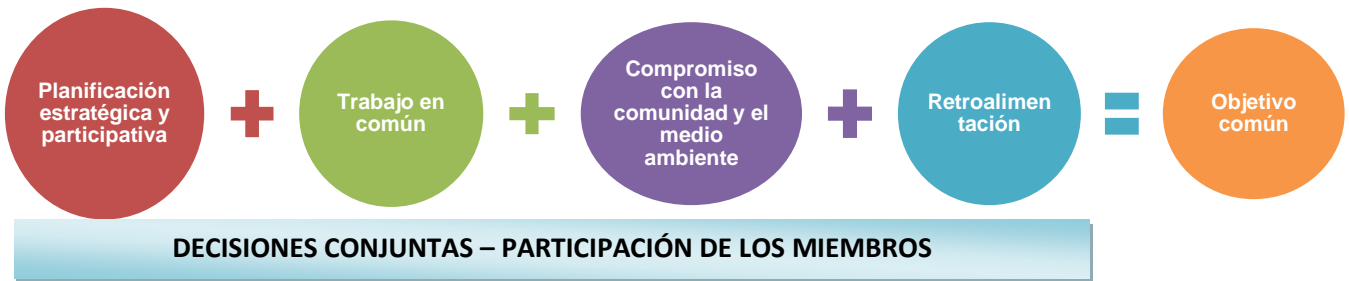 Planificación
estratégica y
participativa
Trabajo en
común
Compromiso
con la
comunidad y el
medio
ambiente
Retroalimen
tación
Objetivo
común
DECISIONES CONJUNTAS – PARTICIPACIÓN DE LOS MIEMBROS